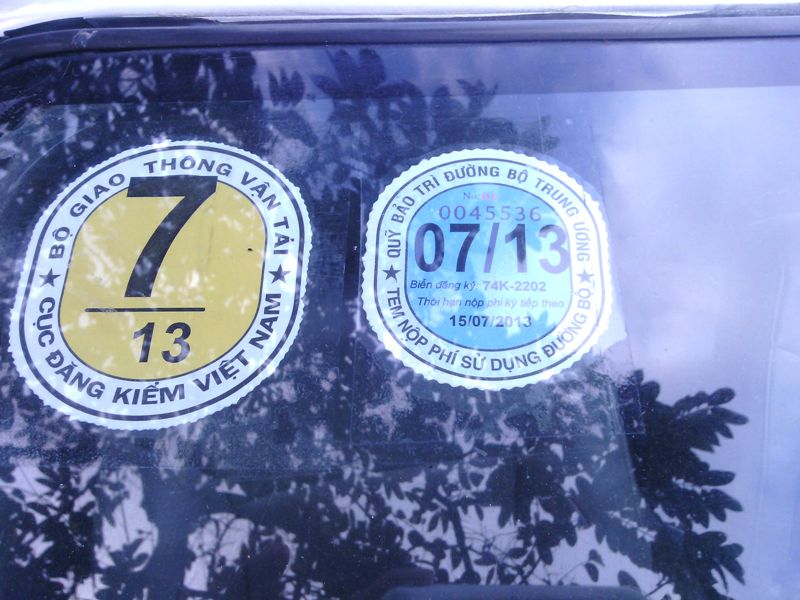 BỘ GIAO THÔNG VẬN TẢI
7
13
★ CỤC ĐĂNG KIỂM VIỆT NAM ★
QUỸ BẢO TRÌ ĐƯỜNG BỘ TRUNG ƯƠNG
No:
0045536
07/13
Biển đăng ký: 74K-2202
Thời hạn nộp phí kỳ tiếp theo
15/07/2013
★ TEM NỘP PHÍ SỬ DỤNG ĐƯỜNG BỘ ★